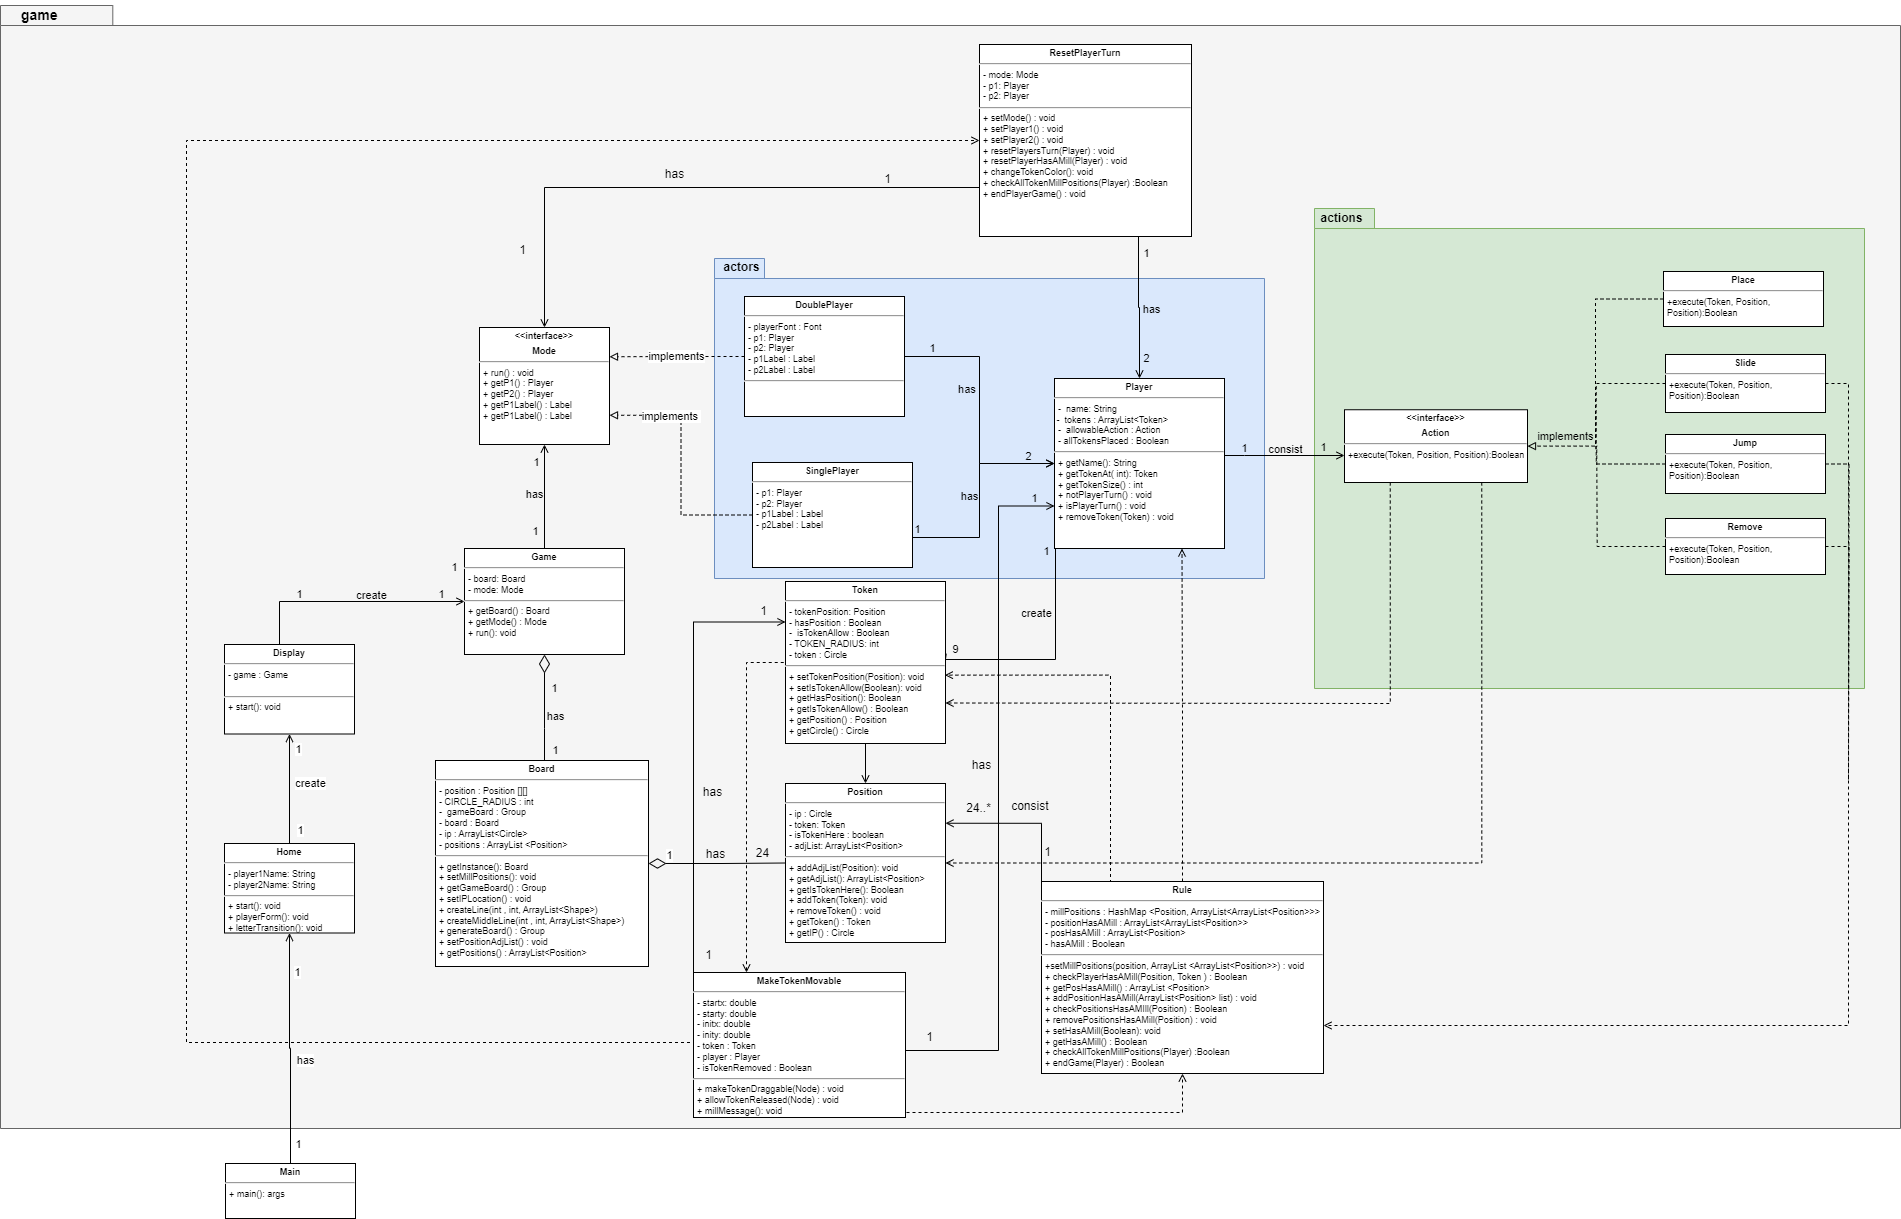 game
ResetPlayerTurn
- mode: Mode
- p1: Player
- p2: Player
+ setMode() : void
+ setPlayer1() : void
+ setPlayer2() : void
+ resetPlayersTurn(Player) : void
+ resetPlayerHasAMill(Player) : void
+ changeTokenColor(): void
+ checkAllTokenMillPositions(Player) :Boolean
+ endPlayerGame() : void
has
1
1
1
has
2
actors
DoublePlayer
- playerFont : Font
- p1: Player
- p2: Player
- p1Label : Label
- p2Label : Label
SinglePlayer
- p1: Player
- p2: Player
- p1Label : Label
- p2Label : Label
1
has
has
1
2
1
Player
- name: String
- tokens : ArrayList<Token>
- allowableAction : Action
- allTokensPlaced : Boolean
+ getName(): String
+ getTokenAt( int): Token
+ getTokenSize() : int
+ notPlayerTurn() : void
+ isPlayerTurn() : void
+ removeToken(Token) : void
1
consist
1
actions
Place
+execute(Token, Position,
Position):Boolean
Slide
+execute(Token, Position,
Position):Boolean
Jump
+execute(Token, Position,
Position):Boolean
Remove
+execute(Token, Position,
Position):Boolean
<<interface>>
Action
+execute(Token, Position, Position):Boolean
implements
<<interface>>
Mode
+ run() : void
+ getP1() : Player
+ getP2() : Player
+ getP1Label() : Label
+ getP1Label() : Label
implements
implements
1
has
1
Game
- board: Board
- mode: Mode
+ getBoard() : Board
+ getMode() : Mode
+ run(): void
1
1
create
1
Display
- game : Game
+ start(): void
1
create
1
Home
- player1Name: String
- player2Name: String
+ start(): void
+ playerForm(): void
+ letterTransition(): void
1
has
1
Main
+ main(): args
1
has
1
Board
- position : Position [][]
- CIRCLE_RADIUS : int
- gameBoard : Group
- board : Board
- ip : ArrayList<Circle>
- positions : ArrayList <Position>
+ getInstance(): Board
+ setMillPositions(): void
+ getGameBoard() : Group
+ setIPLocation() : void
+ createLine(int , int, ArrayList<Shape>)
+ createMiddleLine(int , int, ArrayList<Shape>)
+ generateBoard() : Group
+ setPositionAdjList() : void
+ getPositions() : ArrayList<Position>
1
has
24
Token
- tokenPosition: Position
- hasPosition : Boolean
- isTokenAllow : Boolean
- TOKEN_RADIUS: int
- token : Circle
+ setTokenPosition(Position): void
+ setIsTokenAllow(Boolean): void
+ getHasPosition(): Boolean
+ getIsTokenAllow() : Boolean
+ getPosition() : Position
+ getCircle() : Circle
1
1
create
9
Position
- ip : Circle
- token: Token
- isTokenHere : boolean
- adjList: ArrayList<Position>
+ addAdjList(Position): void
+ getAdjList(): ArrayList<Position>
+ getIsTokenHere(): Boolean
+ addToken(Token): void
+ removeToken() : void
+ getToken() : Token
+ getIP() : Circle
has
has
24..*
consist
1
1
MakeTokenMovable
- startx: double
- starty: double
- initx: double
- inity: double
- token : Token
- player : Player
- isTokenRemoved : Boolean
+ makeTokenDraggable(Node) : void
+ allowTokenReleased(Node) : void
+ millMessage(): void
1
Rule
- millPositions : HashMap <Position, ArrayList<ArrayList<Position>>>
- positionHasAMill : ArrayList<ArrayList<Position>>
- posHasAMill : ArrayList<Position>
- hasAMill : Boolean
+setMillPositions(position, ArrayList <ArrayList<Position>>) : void
+ checkPlayerHasAMill(Position, Token ) : Boolean
+ getPosHasAMill() : ArrayList <Position>
+ addPositionHasAMill(ArrayList<Position> list) : void
+ checkPositionsHasAMIll(Position) : Boolean
+ removePositionsHasAMill(Position) : void
+ setHasAMill(Boolean): void
+ getHasAMill() : Boolean
+ checkAllTokenMillPositions(Player) :Boolean
+ endGame(Player) : Boolean